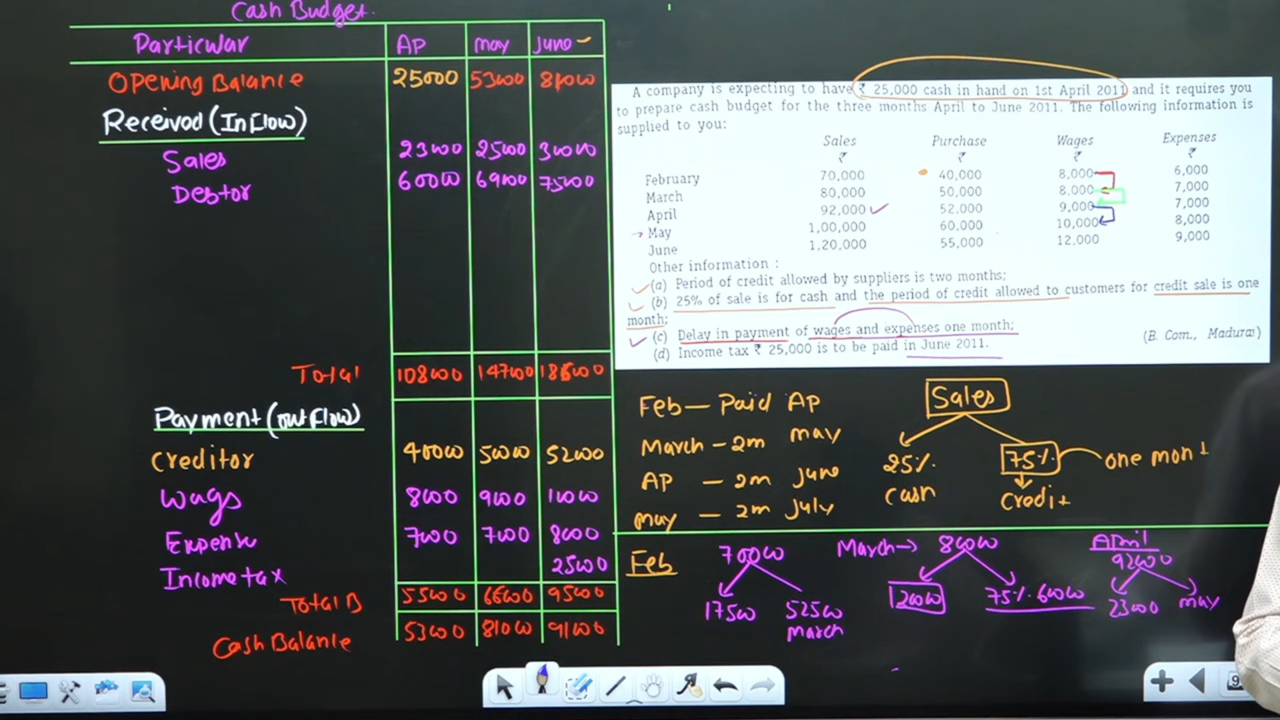 Cash Budget.
Particular AP may June
Opening Balance 25000 53000 81000
Received (InFlow)
Sales 23000 25000 30000
Debtor 60000 69000 75000
Total 108000 147000 186000
Payment (outflow)
Creditor 40000 50000 52000
Wags 8000 9000 10000
Expense 7000 7000 8000
Income tax 25000
Total B 55000 66000 95000
Cash Balance 53000 81000 91000
A company is expecting to have ₹ 25,000 cash in hand on 1st April 2011 and it requires you
to prepare cash budget for the three months April to June 2011. The following information is
supplied to you:
Sales Purchase Wages Expenses
₹ ₹ ₹ ₹
February 70,000 40,000 8,000 6,000
March 80,000 50,000 8,000 7,000
April 92,000 52,000 9,000 7,000
May 1,00,000 60,000 10,000 8,000
June 1,20,000 55,000 12,000 9,000
Other information :
(a) Period of credit allowed by suppliers is two months;
(b) 25% of sale is for cash and the period of credit allowed to customers for credit sale is one
month;
(c) Delay in payment of wages and expenses one month;
(d) Income tax ₹ 25,000 is to be paid in June 2011.
(B. Com., Madurai)
Feb — Paid AP
March - 2m may
AP - 2m June
may - 2m July
Sales
25% 75% one mont
cash credit
Feb 70000
17500 52500
March
March → 80000
20000 75% 60000
April
92000
23000 may